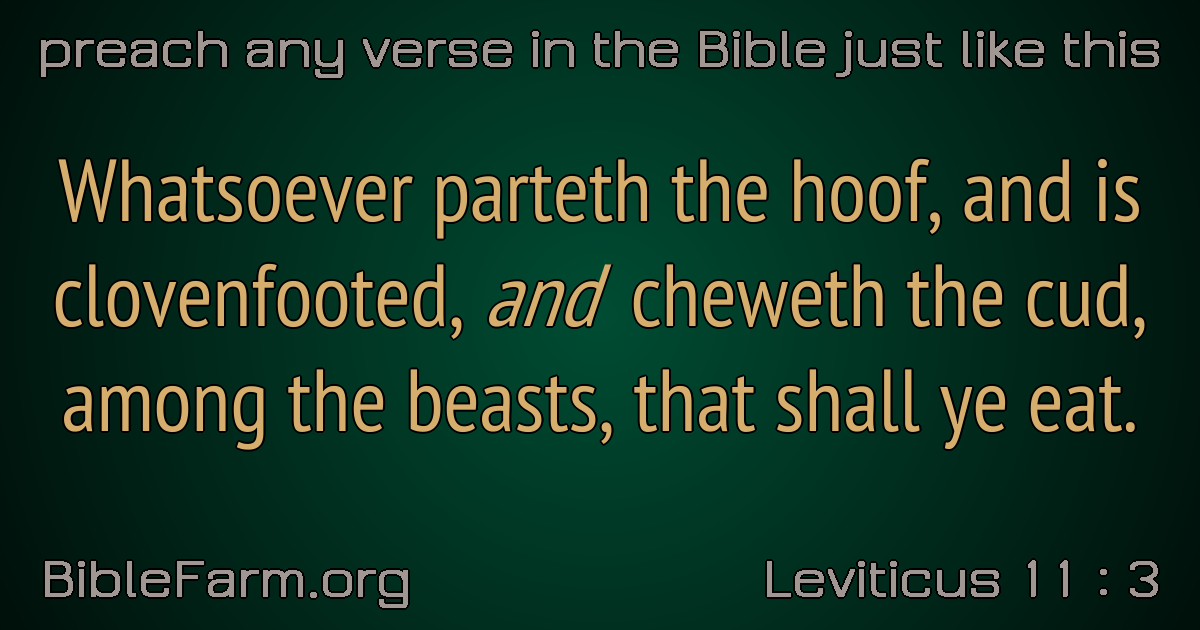 preach any verse in the Bible just like this
Whatsoever parteth the hoof, and is
clovenfooted, and cheweth the cud,
among the beasts, that shall ye eat.
BibleFarm.org
Leviticus 11 : 3